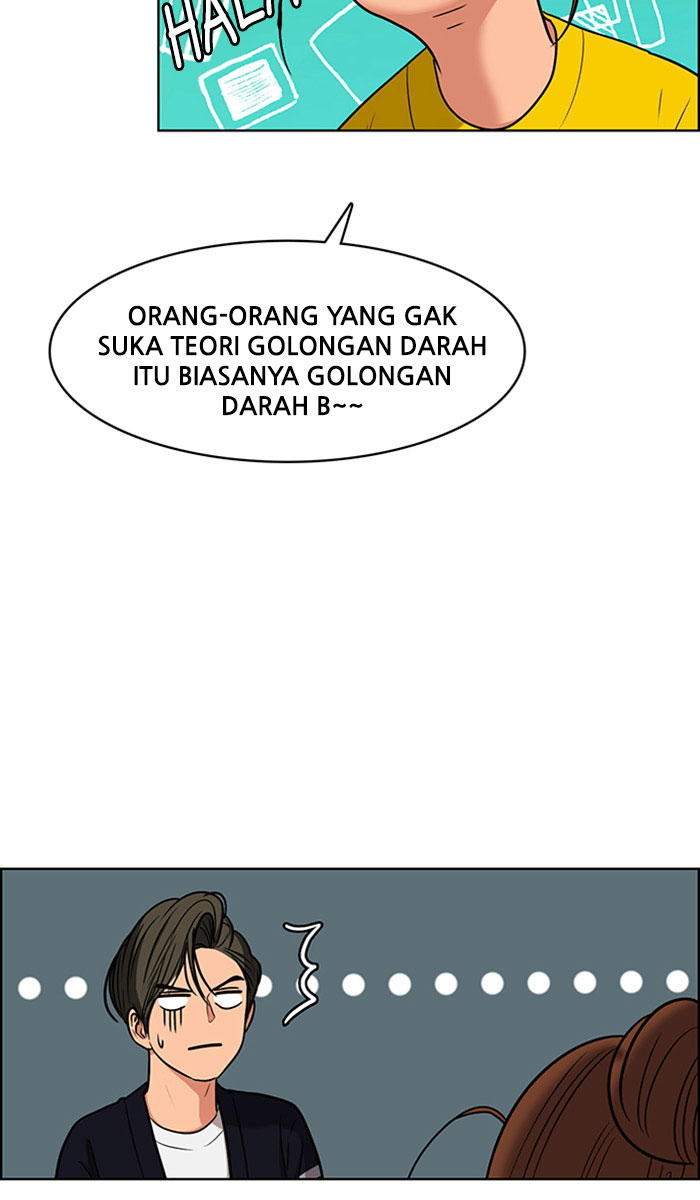 ORANG-ORANG YANG GAK
SUKA TEORI GOLONGAN DARAH
ITU BIASANYA GOLONGAN
DARAH B~~